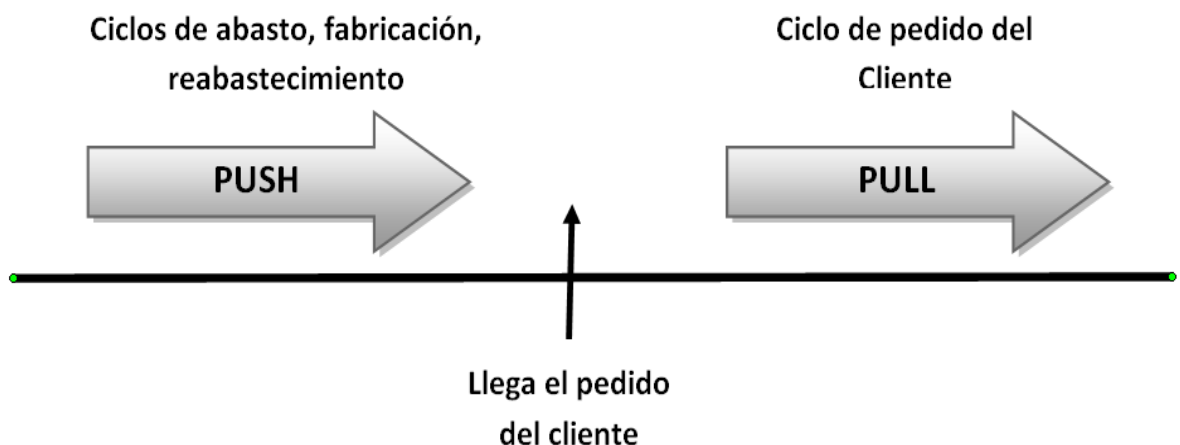 Ciclos de abasto, fabricación,
reabastecimiento
Ciclo de pedido del
Cliente
PUSH
PULL
Llega el pedido
del cliente